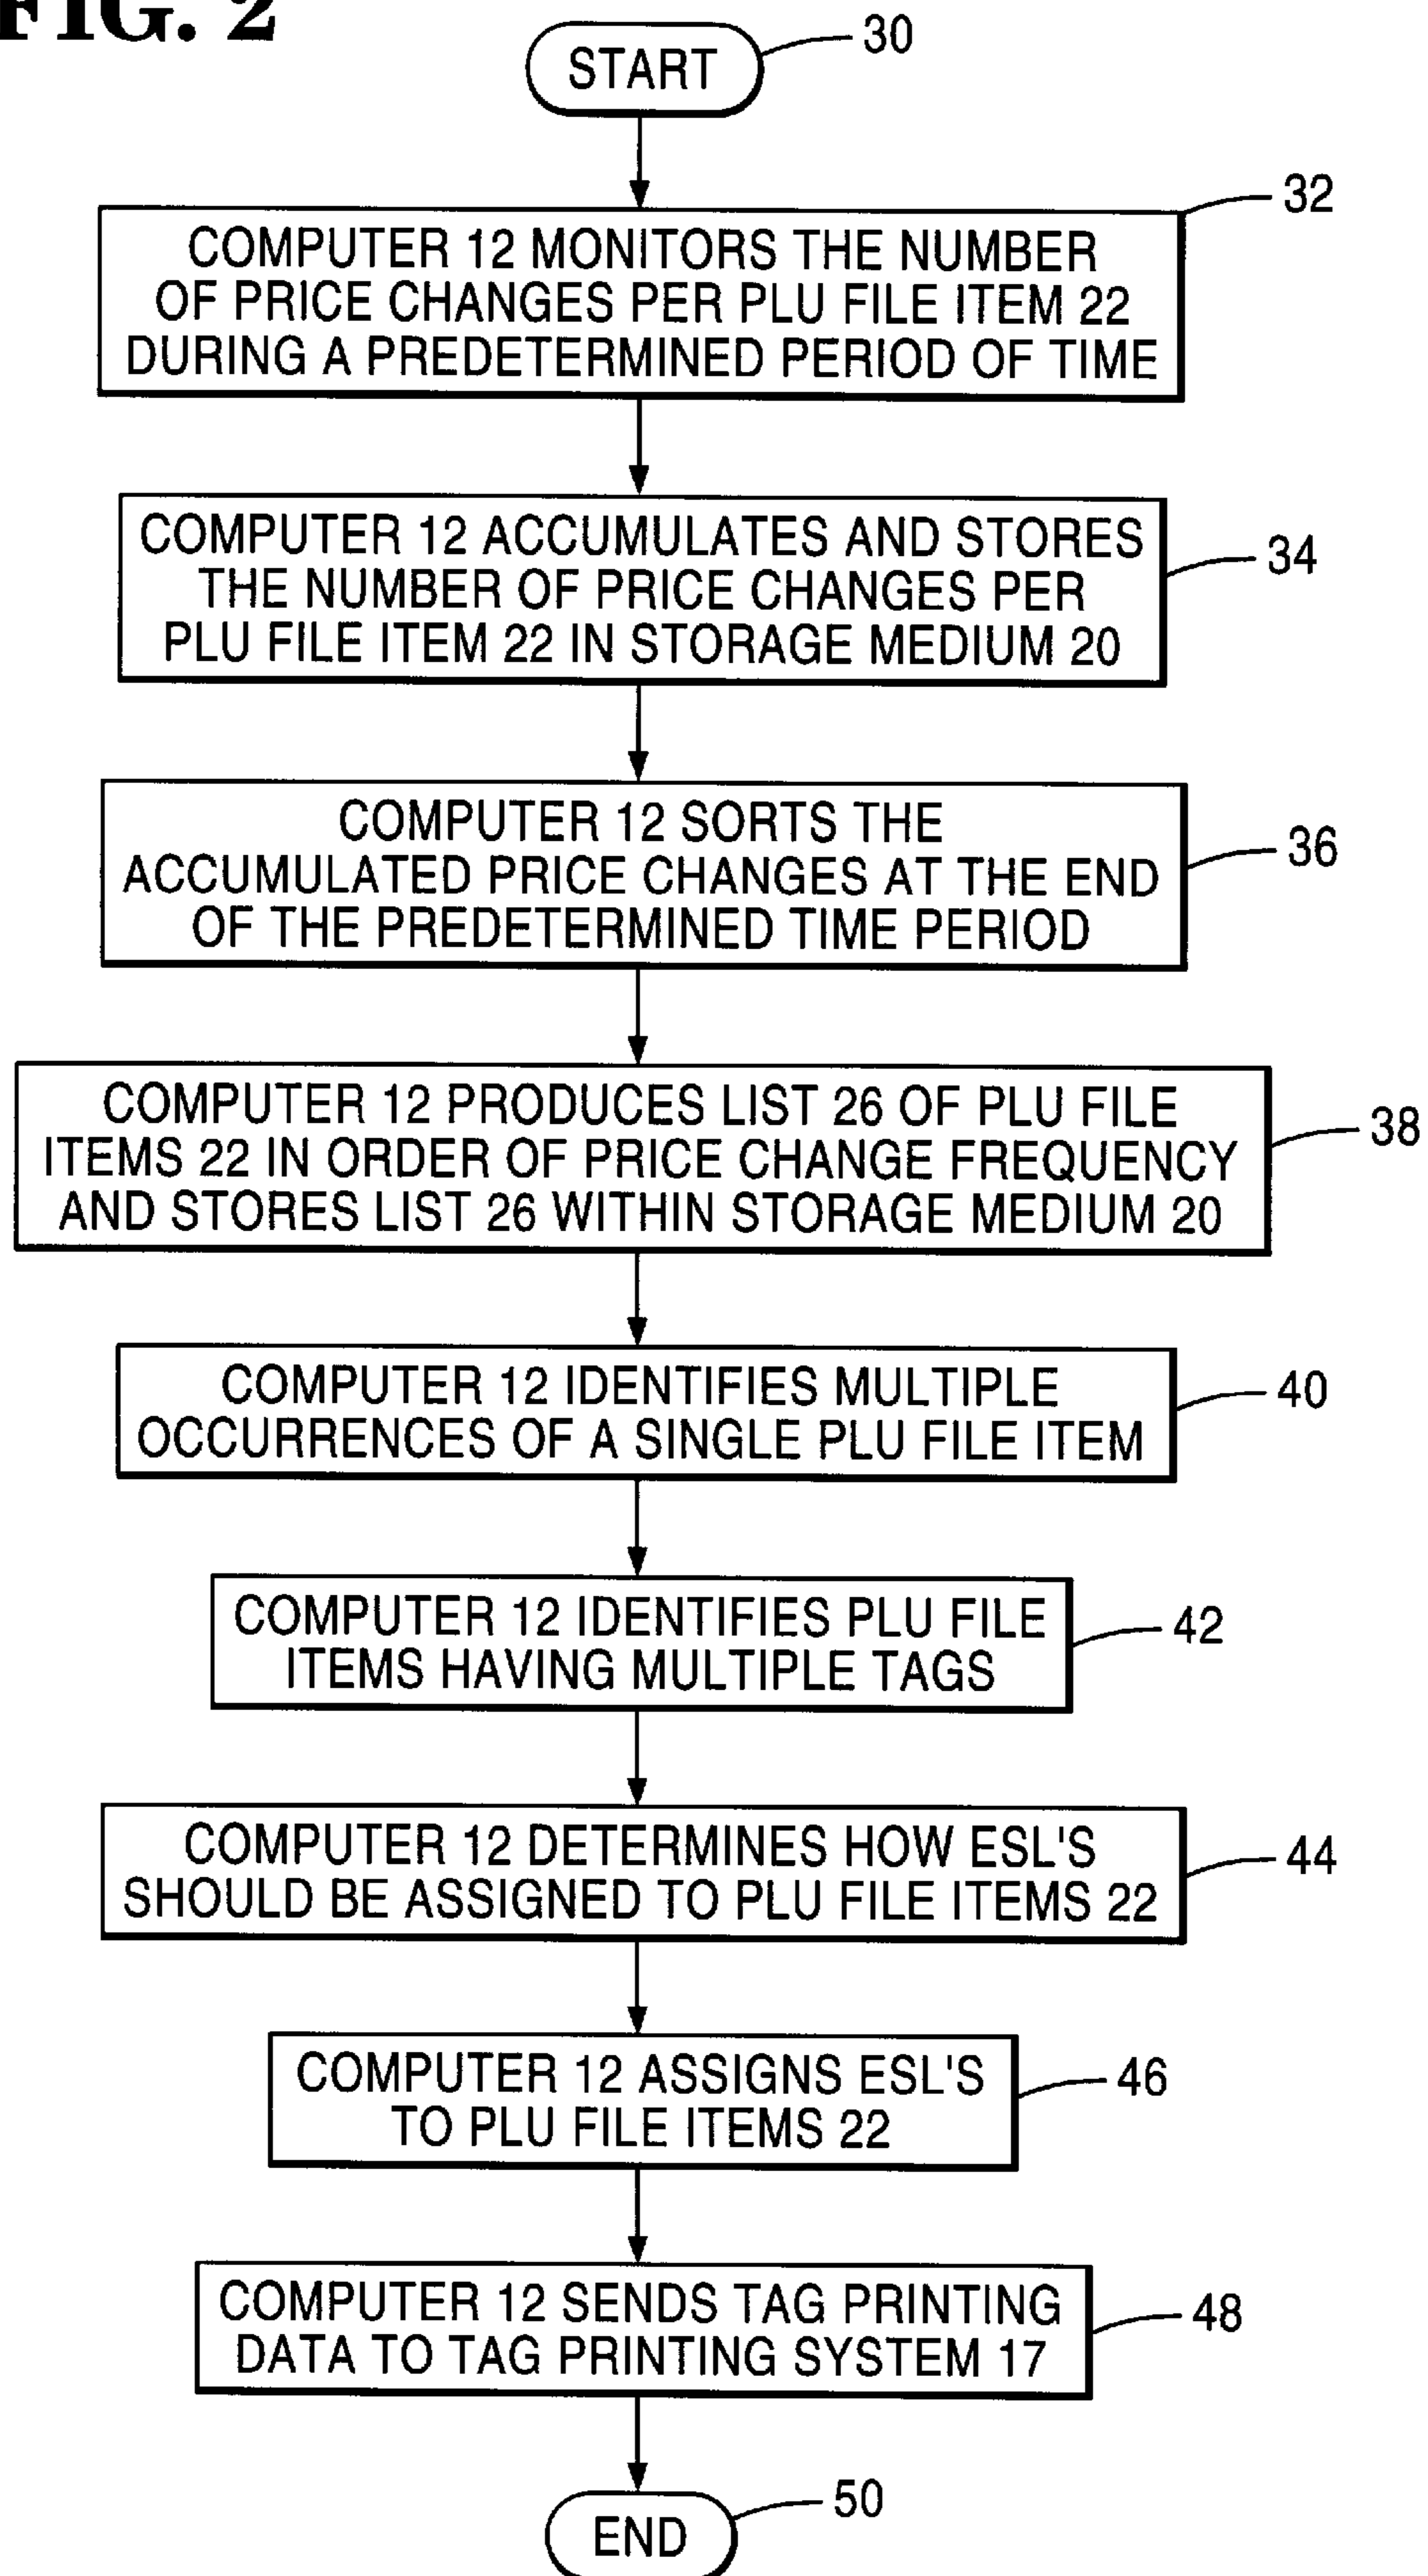 FIG. 2
START
30
32
COMPUTER 12 MONITORS THE NUMBER
OF PRICE CHANGES PER PLU FILE ITEM 22
DURING A PREDETERMINED PERIOD OF TIME
COMPUTER 12 ACCUMULATES AND STORES
THE NUMBER OF PRICE CHANGES PER
PLU FILE ITEM 22 IN STORAGE MEDIUM 20
34
COMPUTER 12 SORTS THE
ACCUMULATED PRICE CHANGES AT THE END
OF THE PREDETERMINED TIME PERIOD
36
COMPUTER 12 PRODUCES LIST 26 OF PLU FILE
ITEMS 22 IN ORDER OF PRICE CHANGE FREQUENCY
AND STORES LIST 26 WITHIN STORAGE MEDIUM 20
38
COMPUTER 12 IDENTIFIES MULTIPLE
OCCURRENCES OF A SINGLE PLU FILE ITEM
40
COMPUTER 12 IDENTIFIES PLU FILE
ITEMS HAVING MULTIPLE TAGS
42
COMPUTER 12 DETERMINES HOW ESL'S
SHOULD BE ASSIGNED TO PLU FILE ITEMS 22
44
COMPUTER 12 ASSIGNS ESL'S
TO PLU FILE ITEMS 22
46
COMPUTER 12 SENDS TAG PRINTING
DATA TO TAG PRINTING SYSTEM 17
48
END
50